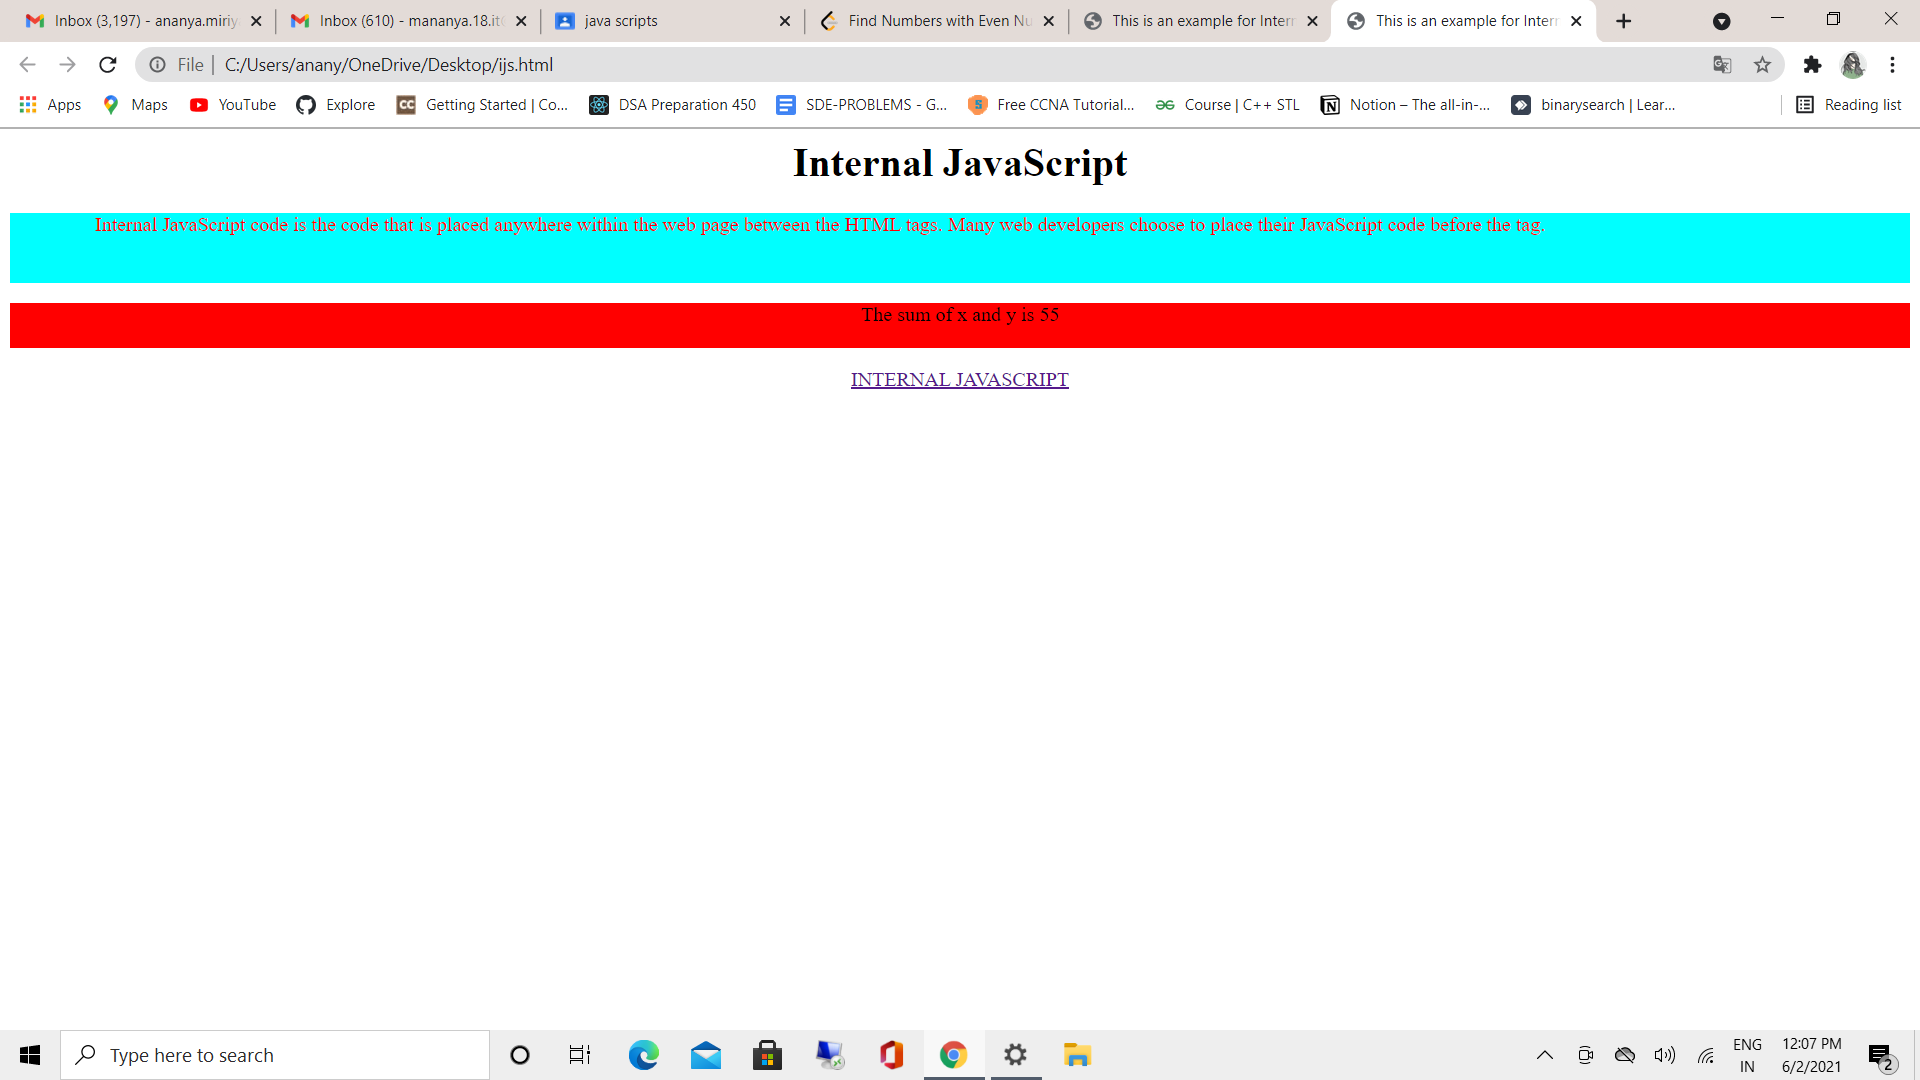 Inbox (3,197) - ananya.miriy
Inbox (610) - mananya.18.it
java scripts
Find Numbers with Even Nu
This is an example for Intern
This is an example for Intern
File | C:/Users/anany/OneDrive/Desktop/ijs.html
Apps
Maps
YouTube
Explore
CC Getting Started | Co...
DSA Preparation 450
SDE-PROBLEMS - G...
Free CCNA Tutorial...
Course | C++ STL
Notion – The all-in-...
binarysearch | Lear...
Reading list
Internal JavaScript
Internal JavaScript code is the code that is placed anywhere within the web page between the HTML tags. Many web developers choose to place their JavaScript code before the tag.
The sum of x and y is 55
INTERNAL JAVASCRIPT
Type here to search
ENG
IN
12:07 PM
6/2/2021
2